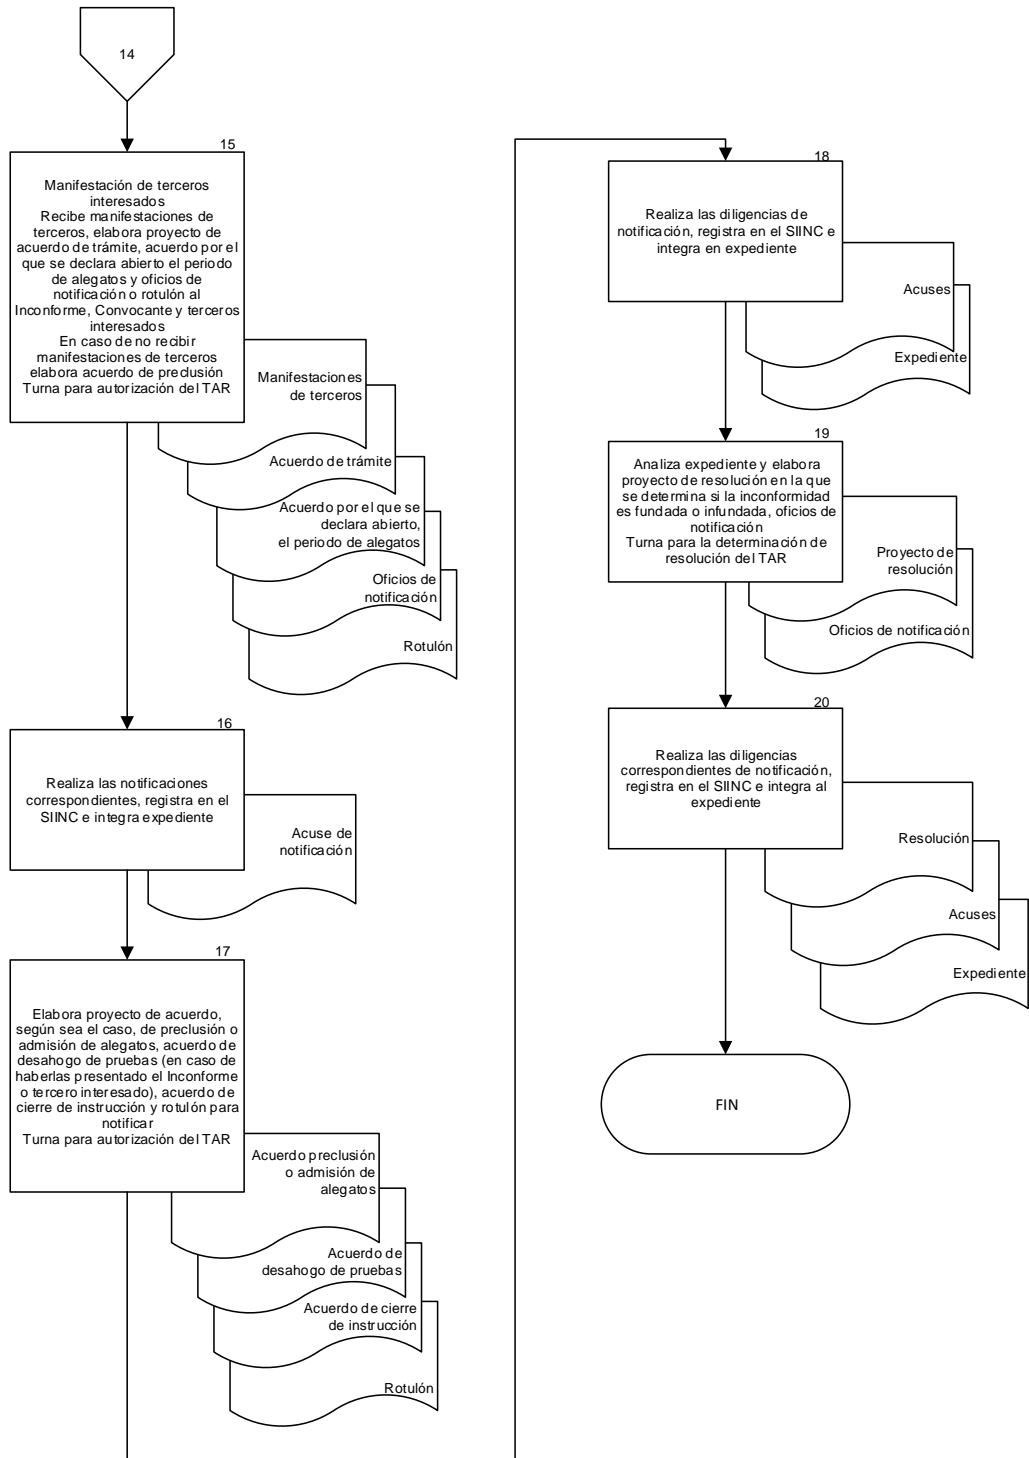 14
15
Manifestación de terceros
interesados
Recibe manifestaciones de
terceros, elabora proyecto de
acuerdo de trámite, acuerdo por el
que se declara abierto el periodo
de alegatos y oficios de
notificación o rotulón al
Inconforme, Convocante y terceros
interesados
En caso de no recibir
manifestaciones de terceros
elabora acuerdo de preclusión
Turna para autorización del TAR
Manifestaciones
de terceros
Acuerdo de trámite
Acuerdo por el que se
declara abierto,
el periodo de alegatos
Oficios de
notificación
Rotulón
16
Realiza las notificaciones
correspondientes, registra en el
SIINC e integra expediente
Acuse de
notificación
17
Elabora proyecto de acuerdo,
según sea el caso, de preclusión o
admisión de alegatos, acuerdo de
desahogo de pruebas (en caso de
haberlas presentado el Inconforme
o tercero interesado), acuerdo de
cierre de instrucción y rotulón para
notificar
Turna para autorización del TAR
Acuerdo preclusión
o admisión de
alegatos
Acuerdo de
desahogo de pruebas
Acuerdo de cierre
de instrucción
Rotulón
18
Realiza las diligencias de
notificación, registra en el SIINC e
integra en expediente
Acuses
Expediente
19
Analiza expediente y elabora
proyecto de resolución en la que
se determina si la inconformidad
es fundada o infundada, oficios de
notificación
Turna para la determinación de
resolución del TAR
Proyecto de
resolución
Oficios de notificación
20
Realiza las diligencias
correspondientes de notificación,
registra en el SIINC e integra al
expediente
Resolución
Acuses
Expediente
FIN